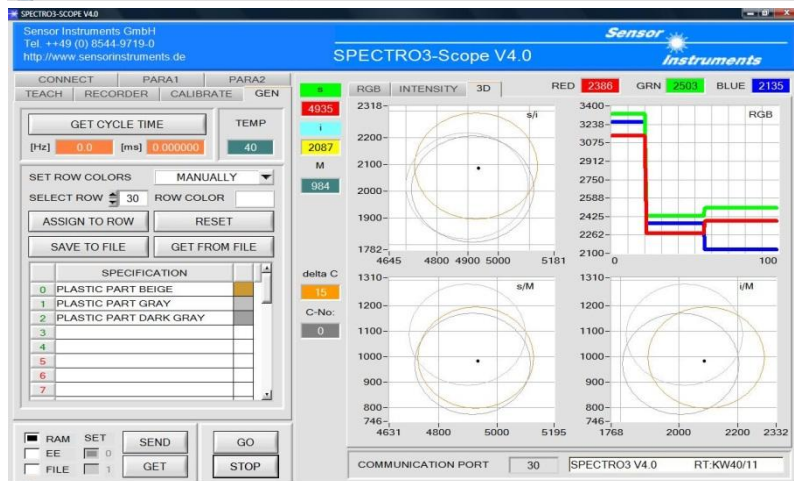 SPECTRO3-SCOPE V4.0
Sensor Instruments GmbH
Tel. ++49 (0) 8544-9719-0
http://www.sensorinstruments.de
SPECTRO3-Scope V4.0
Sensor
Instruments
CONNECT PARA1 PARA2
TEACH RECORDER CALIBRATE GEN
GET CYCLE TIME TEMP
[Hz] 0.0 [ms] 0.000000 40
SET ROW COLORS MANUALLY
SELECT ROW 30 ROW COLOR
ASSIGN TO ROW RESET
SAVE TO FILE GET FROM FILE
SPECIFICATION
0 PLASTIC PART BEIGE
1 PLASTIC PART GRAY
2 PLASTIC PART DARK GRAY
3
4
5
6
7
RAM SET SEND GO
EE 0
FILE 1 GET STOP
s
4935
i
2087
M
984
delta C
15
C-No:
0
RGB INTENSITY 3D RED 2386 GRN 2503 BLUE 2135
s/i
2318
2200
2100
2000
1900
1782
4645 4800 4900 5000 5181
RGB
3400
3238
3075
2912
2750
2588
2425
2262
2100
0 100
s/M
1310
1200
1100
1000
900
800
746
4631 4800 5000 5195
i/M
1310
1200
1100
1000
900
800
746
1768 2000 2200 2332
COMMUNICATION PORT 30 SPECTRO3 V4.0 RT:KW40/11